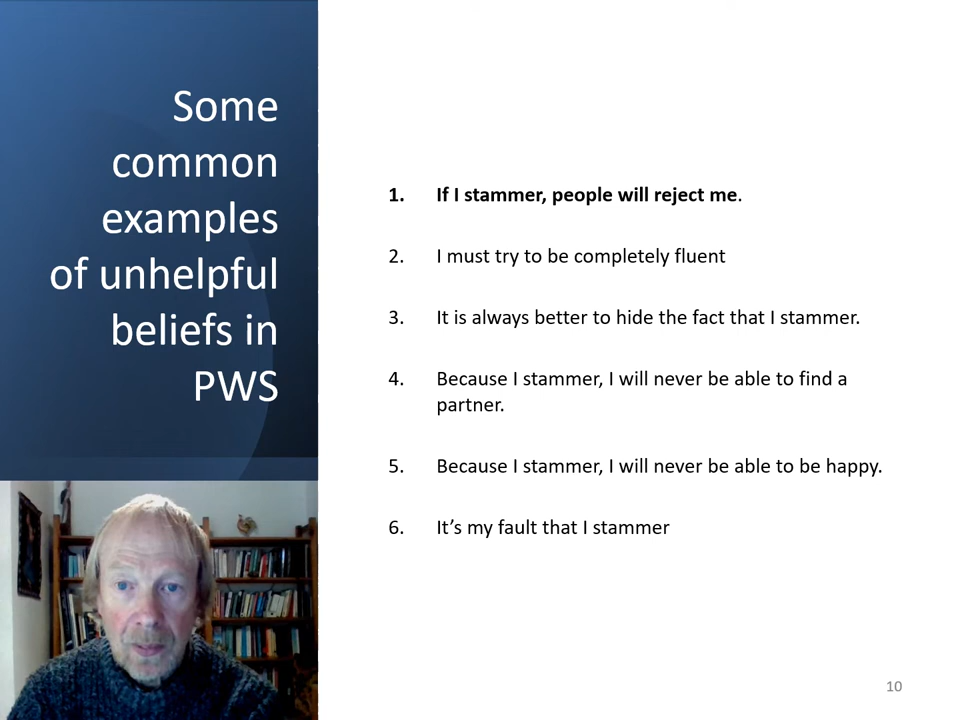 Some
common
examples
of unhelpful
beliefs in
PWS
1. If I stammer, people will reject me.
2. I must try to be completely fluent
3. It is always better to hide the fact that I stammer.
4. Because I stammer, I will never be able to find a
partner.
5. Because I stammer, I will never be able to be happy.
6. It’s my fault that I stammer
10